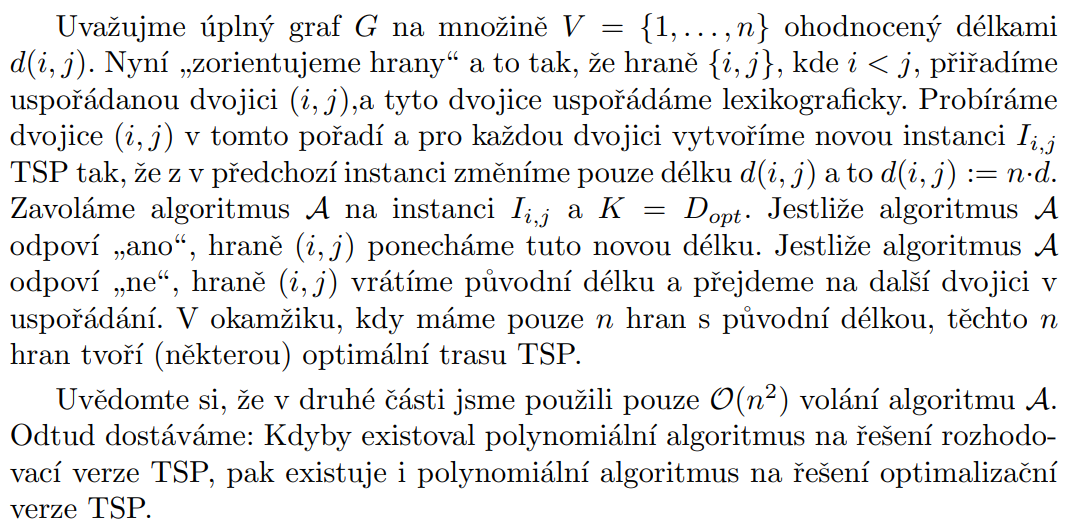 Uvažujme úplný graf G na množině V = {1, . . . , n} ohodnocený délkami
d(i, j). Nyní „zorientujeme hrany“ a to tak, že hraně {i, j}, kde i < j, přiřadíme
uspořádanou dvojici (i, j),a tyto dvojice uspořádáme lexikograficky. Probíráme
dvojice (i, j) v tomto pořadí a pro každou dvojici vytvoříme novou instanci I_{i,j}
TSP tak, že z v předchozí instanci změníme pouze délku d(i, j) a to d(i, j) := n·d.
Zavoláme algoritmus 𝒜 na instanci I_{i,j} a K = D_{opt}. Jestliže algoritmus 𝒜
odpoví „ano“, hraně (i, j) ponecháme tuto novou délku. Jestliže algoritmus 𝒜
odpoví „ne“, hraně (i, j) vrátíme původní délku a přejdeme na další dvojici v
uspořádání. V okamžiku, kdy máme pouze n hran s původní délkou, těchto n
hran tvoří (některou) optimální trasu TSP.
Uvědomte si, že v druhé části jsme použili pouze 𝒪(n²) volání algoritmu 𝒜.
Odtud dostáváme: Kdyby existoval polynomiální algoritmus na řešení rozhodo-
vací verze TSP, pak existuje i polynomiální algoritmus na řešení optimalizační
verze TSP.